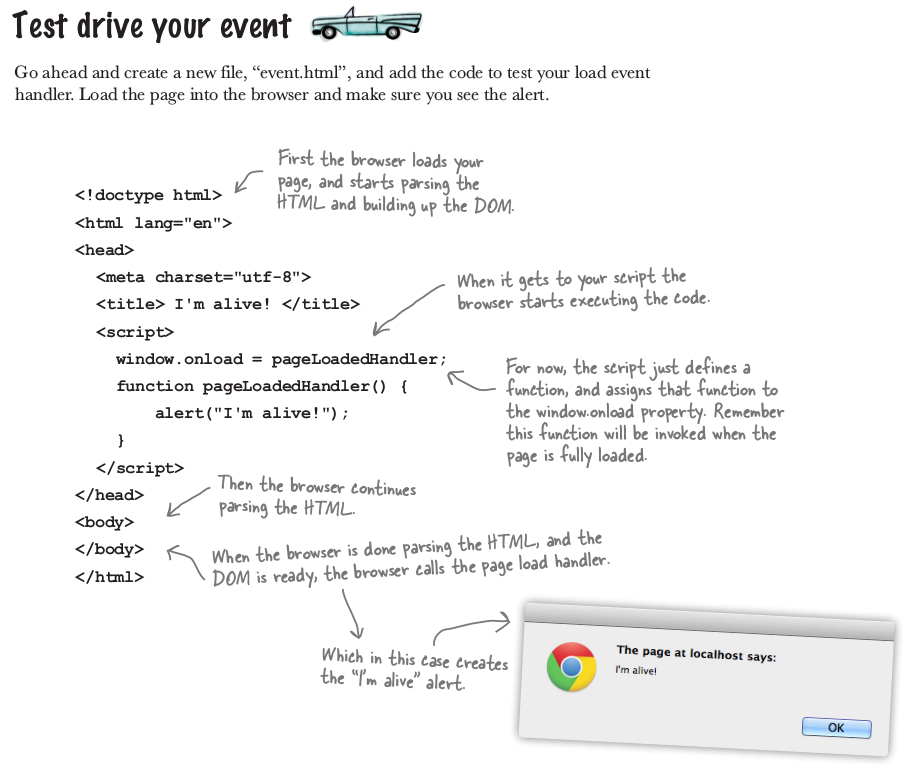 Test drive your event
Go ahead and create a new file, “event.html”, and add the code to test your load event
handler. Load the page into the browser and make sure you see the alert.
First the browser loads your
page, and starts parsing the
HTML and building up the DOM.
<!doctype html>
<html lang="en">
<head>
<meta charset="utf-8">
<title> I'm alive! </title>
<script>
When it gets to your script the
browser starts executing the code.
window.onload = pageLoadedHandler;
function pageLoadedHandler() {
alert("I'm alive!");
}
For now, the script just defines a
function, and assigns that function to
the window.onload property. Remember
this function will be invoked when the
page is fully loaded.
</script>
</head>
<body>
</body>
</html>
Then the browser continues
parsing the HTML.
When the browser is done parsing the HTML, and the
DOM is ready, the browser calls the page load handler.
Which in this case creates
the “I’m alive” alert.
The page at localhost says:
I'm alive!
OK